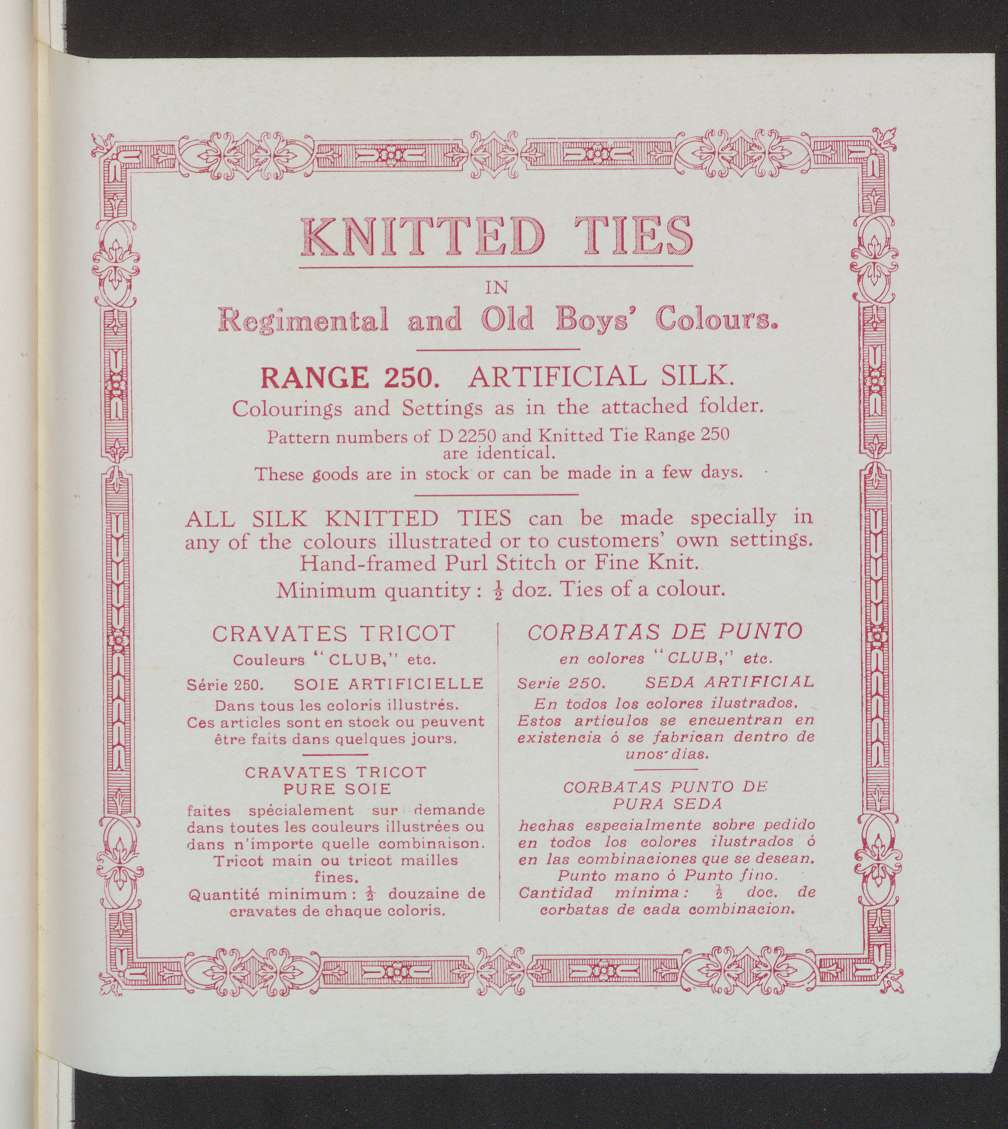 KNITTED TIES
IN
Regimental and Old Boys' Colours.
RANGE 250. ARTIFICIAL SILK.
Colourings and Settings as in the attached folder.
Pattern numbers of D 2250 and Knitted Tie Range 250
are identical.
These goods are in stock or can be made in a few days.
ALL SILK KNITTED TIES can be made specially in
any of the colours illustrated or to customers' own settings.
Hand-framed Purl Stitch or Fine Knit.
Minimum quantity : ½ doz. Ties of a colour.
CRAVATES TRICOT
Couleurs "CLUB," etc.
Série 250. SOIE ARTIFICIELLE
Dans tous les coloris illustrés.
Ces articles sont en stock ou peuvent
être faits dans quelques jours.
CRAVATES TRICOT
PURE SOIE
faites spécialement sur demande
dans toutes les couleurs illustrées ou
dans n'importe quelle combinaison.
Tricot main ou tricot mailles
fines.
Quantité minimum : ½ douzaine de
cravates de chaque coloris.
CORBATAS DE PUNTO
en colores "CLUB," etc.
Serie 250. SEDA ARTIFICIAL
En todos los colores ilustrados.
Estos articulos se encuentran en
existencia ó se fabrican dentro de
unos dias.
CORBATAS PUNTO DE
PURA SEDA
hechas especialmente sobre pedido
en todos los colores ilustrados ó
en las combinaciones que se desean.
Punto mano ó Punto fino.
Cantidad minima : ½ doc. de
corbatas de cada combinacion.